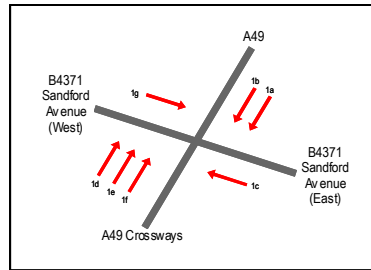 A49
B4371
Sandford
Avenue
(West)
1g
1b
1a
1d
1e
1f
1c
B4371
Sandford
Avenue
(East)
A49 Crossways